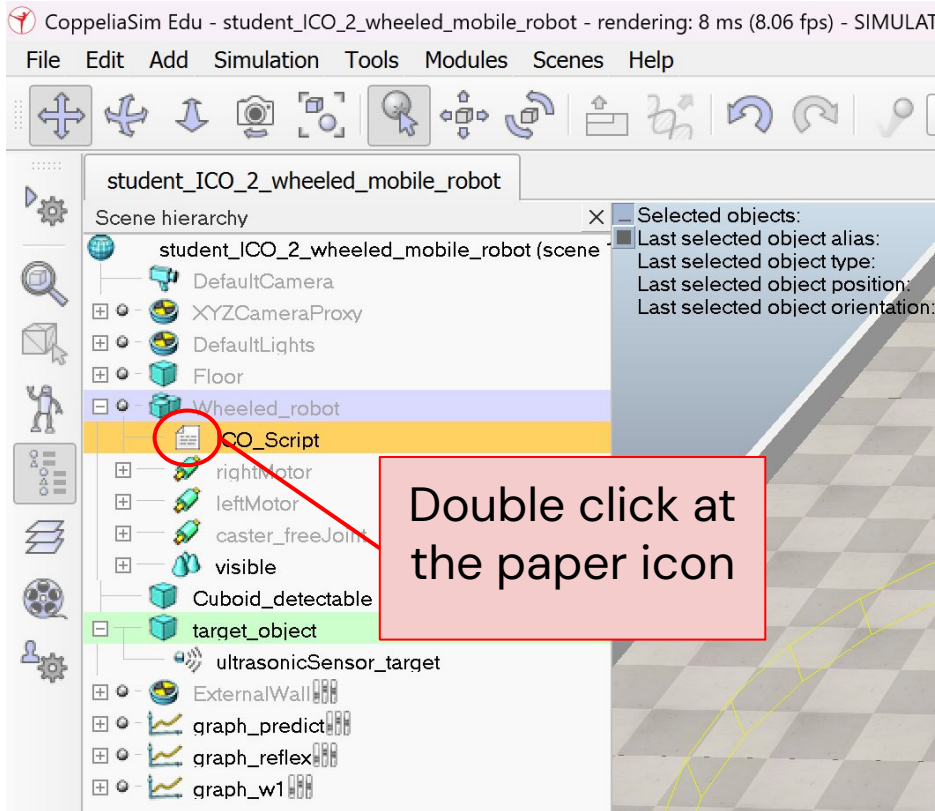 CoppeliaSim Edu - student_ICO_2_wheeled_mobile_robot - rendering: 8 ms (8.06 fps) - SIMULAT
File Edit Add Simulation Tools Modules Scenes Help
student_ICO_2_wheeled_mobile_robot
Scene hierarchy
student_ICO_2_wheeled_mobile_robot (scene
DefaultCamera
XYZCameraProxy
DefaultLights
Floor
Wheeled_robot
CO_Script
rightMotor
leftMotor
caster_freeJoint
visible
Cuboid_detectable
target_object
ultrasonicSensor_target
ExternalWall
graph_predict
graph_reflex
graph_w1
Selected objects:
Last selected object alias:
Last selected object type:
Last selected object position:
Last selected object orientation:
Double click at
the paper icon